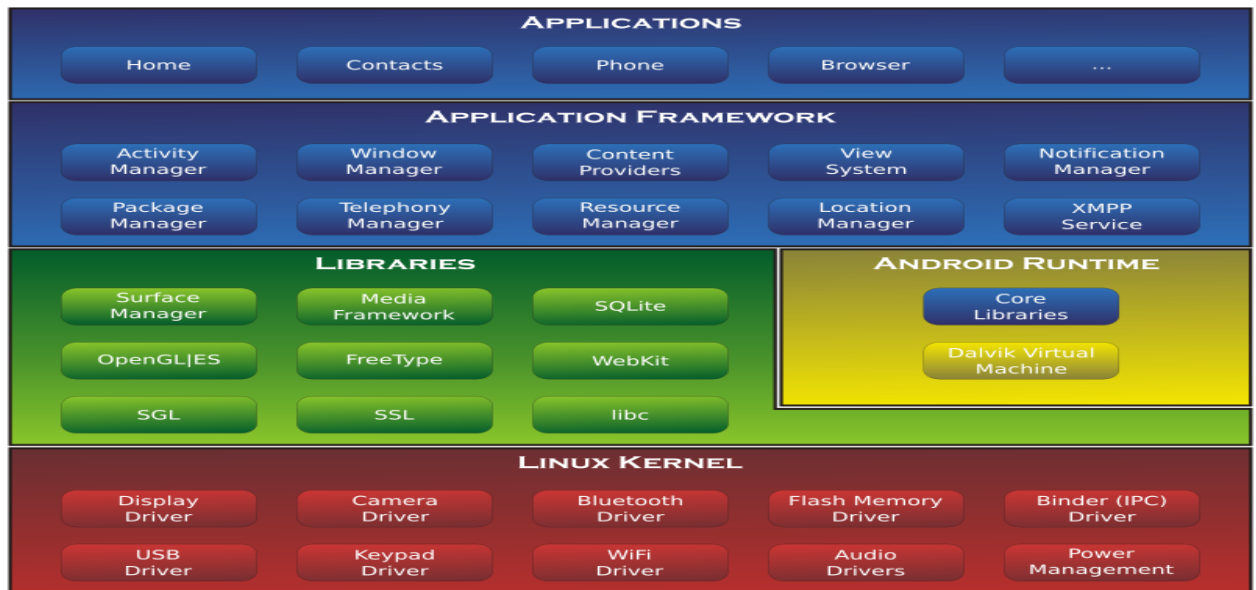 APPLICATIONS
Home
Contacts
Phone
Browser
...
APPLICATION FRAMEWORK
Activity
Manager
Window
Manager
Content
Providers
View
System
Notification
Manager
Package
Manager
Telephony
Manager
Resource
Manager
Location
Manager
XMPP
Service
LIBRARIES
Surface
Manager
Media
Framework
SQLite
OpenGL|ES
FreeType
WebKit
SGL
SSL
libc
ANDROID RUNTIME
Core
Libraries
Dalvik Virtual
Machine
LINUX KERNEL
Display
Driver
Camera
Driver
Bluetooth
Driver
Flash Memory
Driver
Binder (IPC)
Driver
USB
Driver
Keypad
Driver
WiFi
Driver
Audio
Drivers
Power
Management